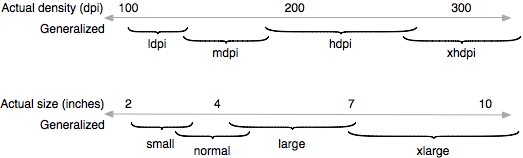 Actual density (dpi) 100 200 300
Generalized
ldpi mdpi hdpi xhdpi
Actual size (inches) 2 4 7 10
Generalized
small normal large xlarge